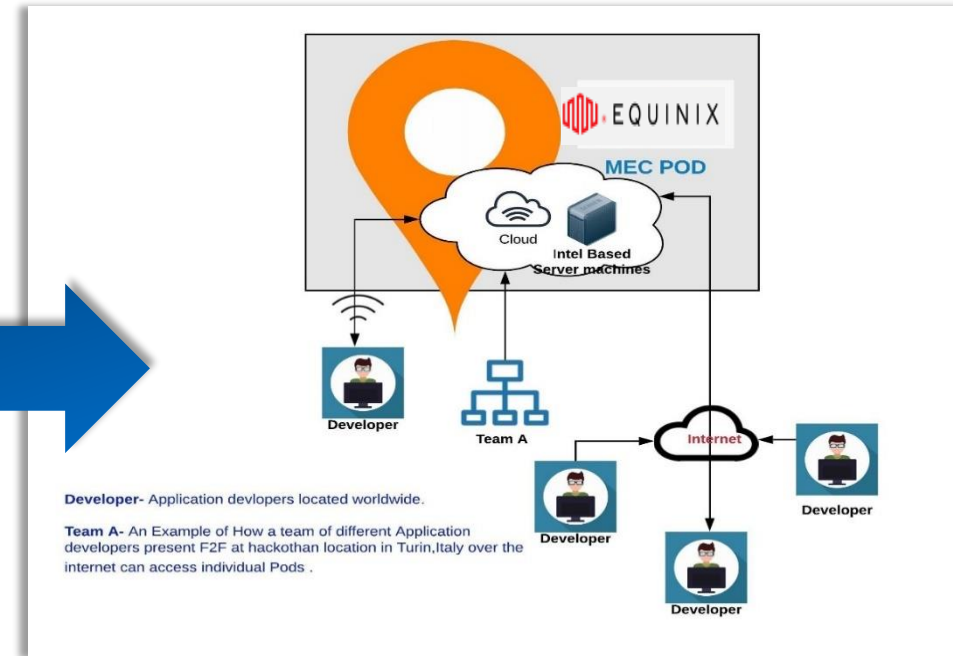 EQUINIX
MEC POD
Cloud
Intel Based
Server machines
Developer
Team A
Internet
Developer
Developer
Developer
Developer- Application devlopers located worldwide.
Team A- An Example of How a team of different Application
developers present F2F at hackothan location in Turin,Italy over the
internet can access individual Pods .